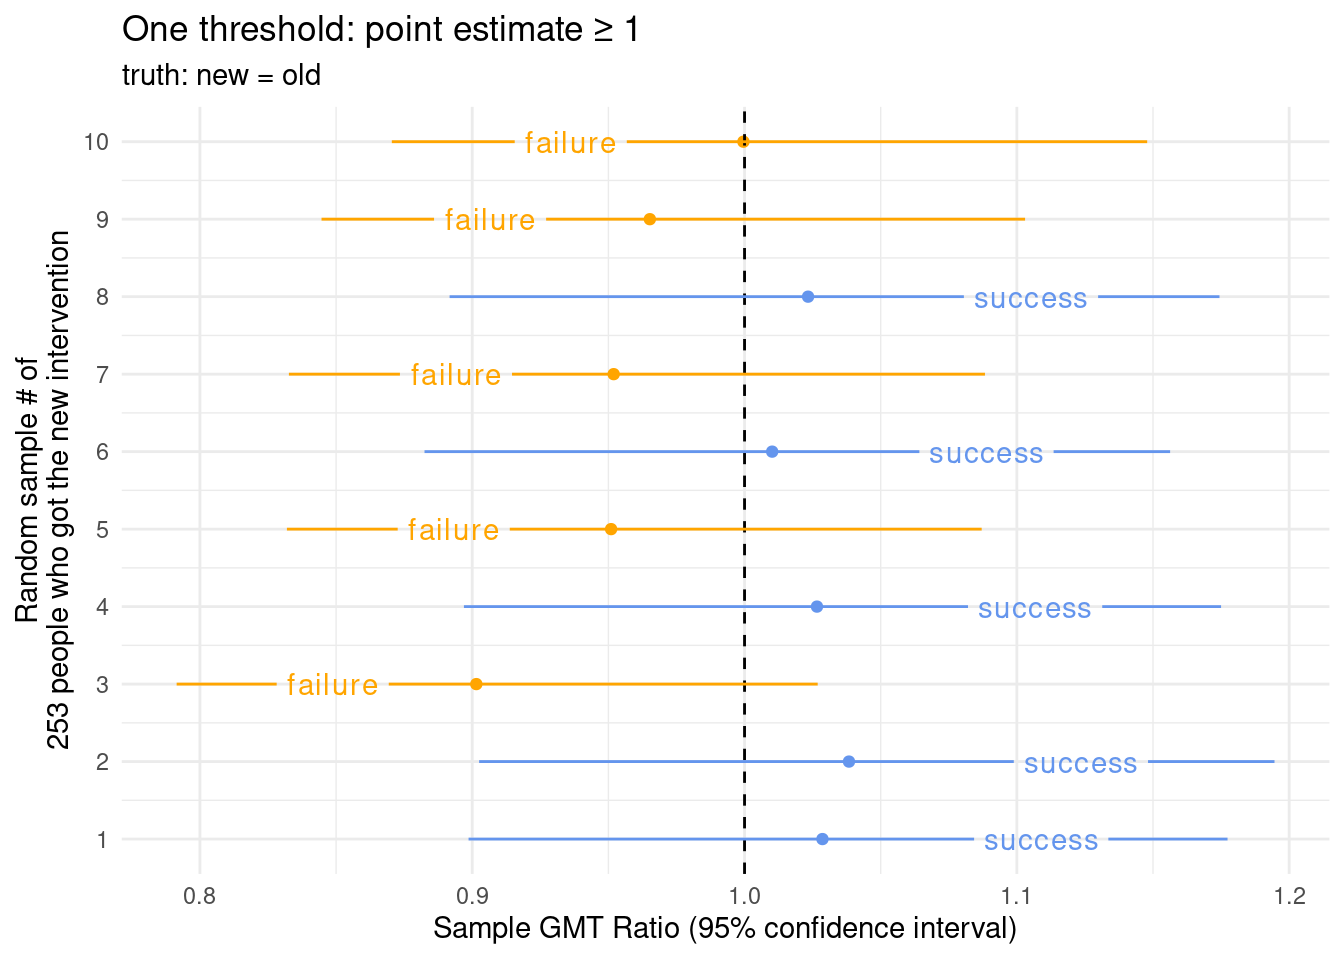 One threshold: point estimate ≥ 1
truth: new = old
Random sample # of
253 people who got the new intervention
10
failure
9
failure
8
success
7
failure
6
success
5
failure
4
success
3
failure
2
success
1
success
0.8
0.9
1.0
1.1
1.2
Sample GMT Ratio (95% confidence interval)